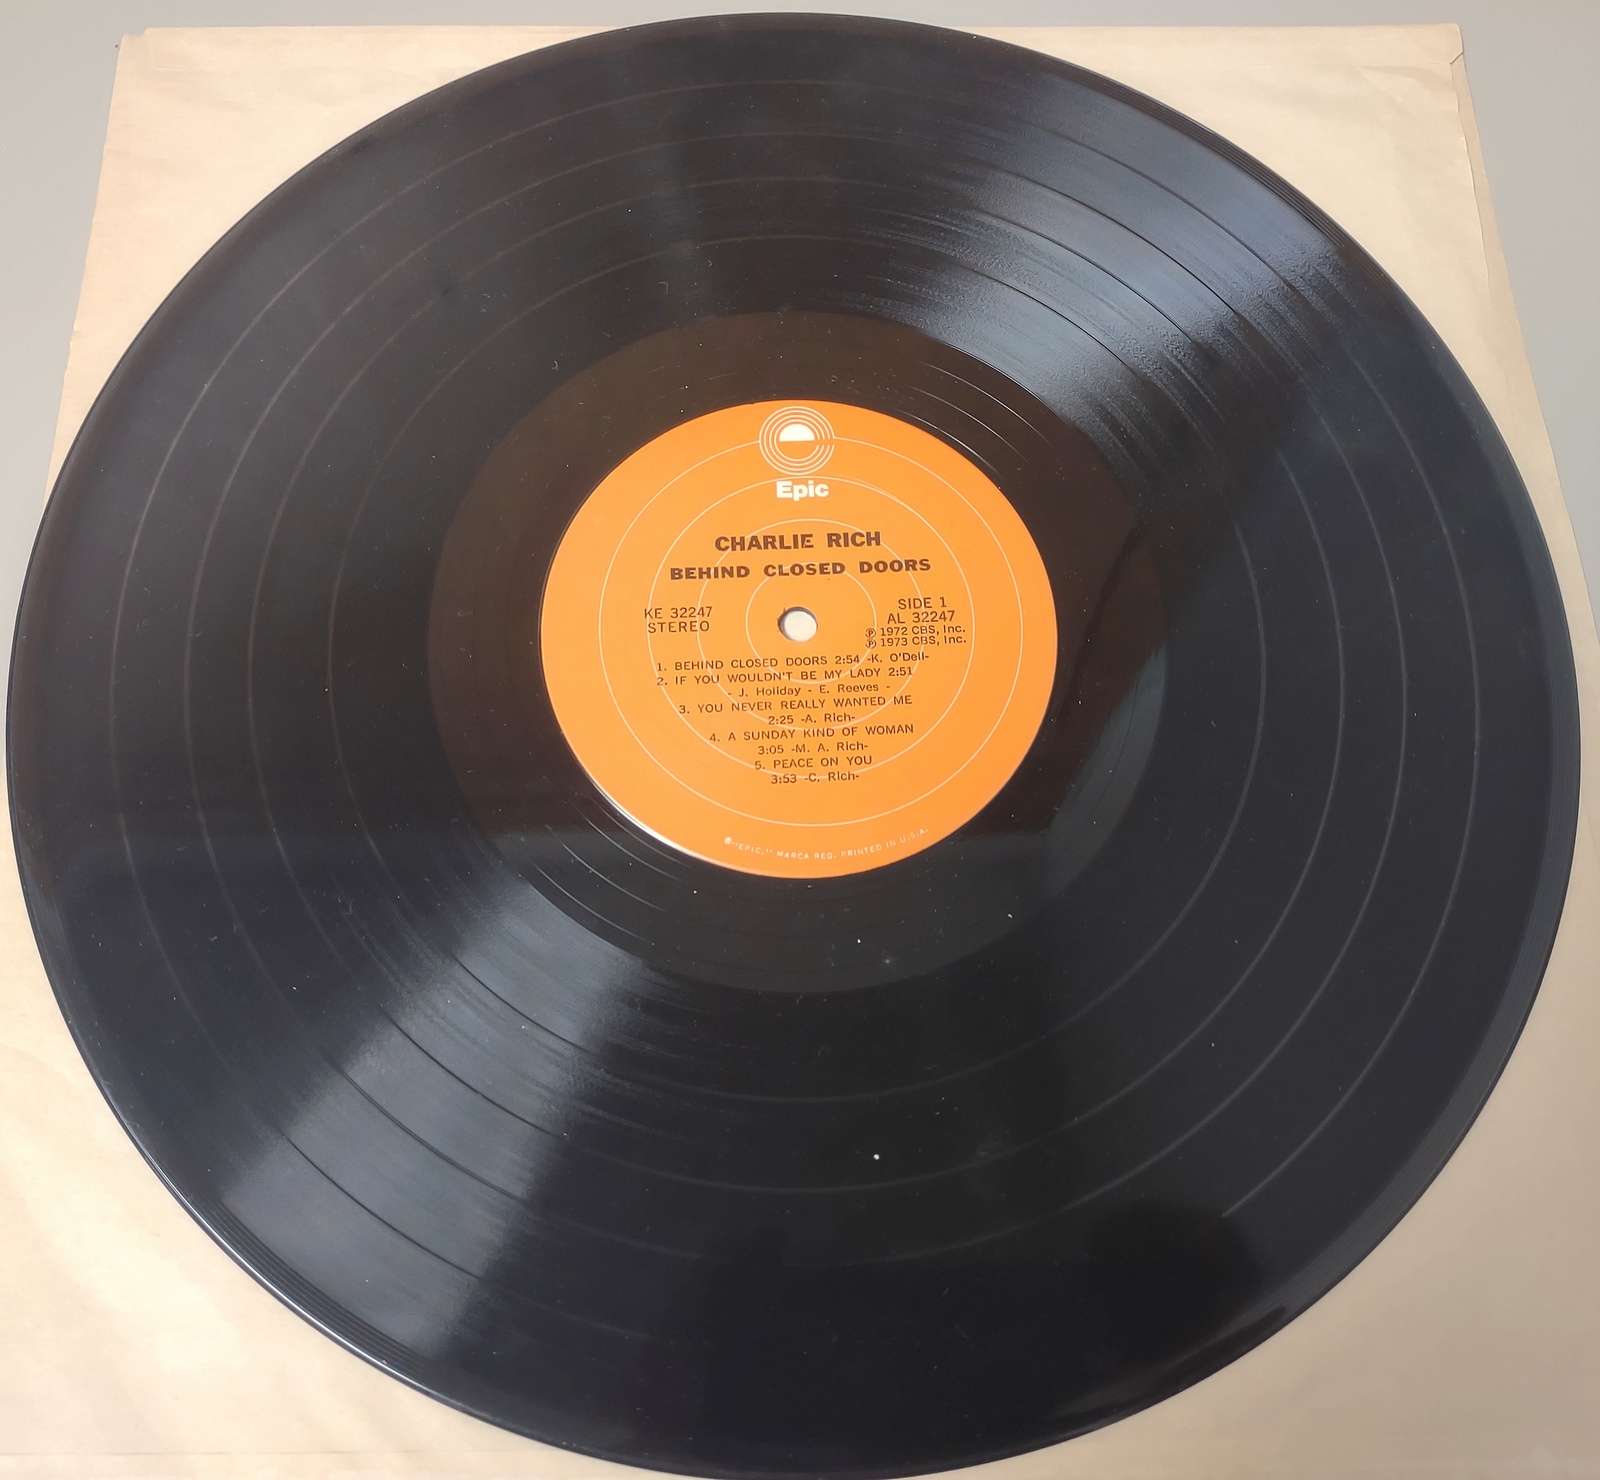 Epic
CHARLIE RICH
BEHIND CLOSED DOORS
KE 32247
STEREO
SIDE 1
AL 32247
℗ 1972 CBS, Inc.
℗ 1973 CBS, Inc.
1. BEHIND CLOSED DOORS 2:54 -K. O'Dell-
2. IF YOU WOULDN'T BE MY LADY 2:51
- J. Holiday - E. Reeves -
3. YOU NEVER REALLY WANTED ME
2:25 -A. Rich-
4. A SUNDAY KIND OF WOMAN
3:05 -M. A. Rich-
5. PEACE ON YOU
3:53 -C. Rich-
®-"EPIC," MARCA REG. PRINTED IN U.S.A.